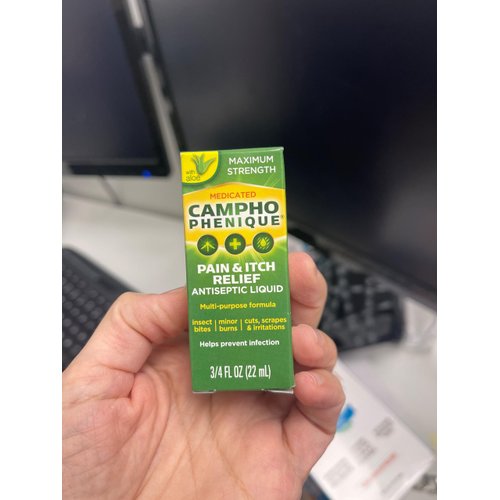 with
aloe
MAXIMUM
STRENGTH
MEDICATED
CAMPHO
PHENIQUE®
PAIN & ITCH
RELIEF
ANTISEPTIC LIQUID
Multi-purpose formula
insect bites | minor burns | cuts, scrapes & irritations
Helps prevent infection
3/4 FL OZ (22 mL)